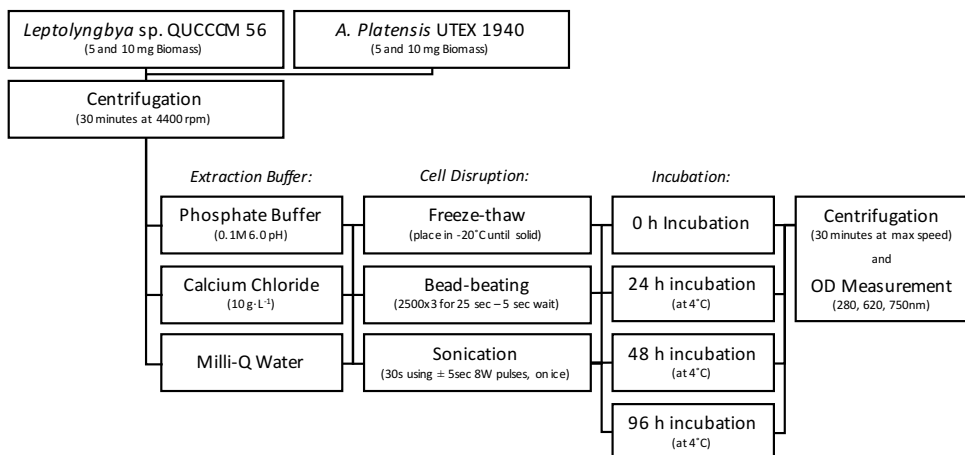 Leptolyngbya sp. QUCCCM 56
(5 and 10 mg Biomass)
A. Platensis UTEX 1940
(5 and 10 mg Biomass)
Centrifugation
(30 minutes at 4400 rpm)
Extraction Buffer:
Cell Disruption:
Incubation:
Phosphate Buffer
(0.1M 6.0 pH)
Freeze-thaw
(place in -20˚C until solid)
0 h Incubation
Centrifugation
(30 minutes at max speed)
and
OD Measurement
(280, 620, 750nm)
Calcium Chloride
(10 g·L⁻¹)
Bead-beating
(2500x3 for 25 sec – 5 sec wait)
24 h incubation
(at 4˚C)
Milli-Q Water
Sonication
(30s using ± 5sec 8W pulses, on ice)
48 h incubation
(at 4˚C)
96 h incubation
(at 4˚C)